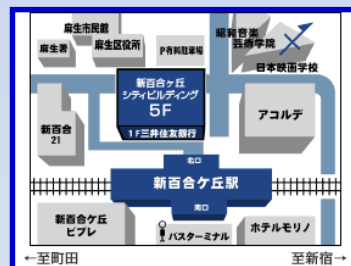 麻生市民館
麻生署
麻生区役所
P有料駐車場
昭和音楽
芸術学院
日本映画学校
新百合ヶ丘
シティビルディング
5F
1F三井住友銀行
アコルデ
新百合
21
北口
新百合ケ丘駅
南口
新百合ケ丘
ビブレ
バスターミナル
ホテルモリノ
←至町田
至新宿→